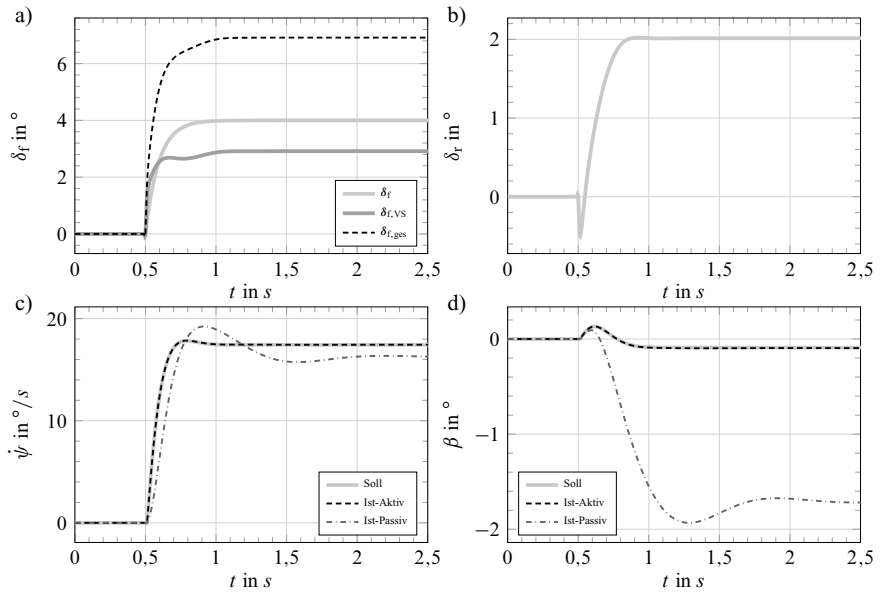 a)
6
4
2
0
δf in °
δf
δf,VS
δf,ges
0 0,5 1 1,5 2 2,5
t in s
b)
2
1
0
δr in °
0 0,5 1 1,5 2 2,5
t in s
c)
20
10
0
ψ̇ in °/s
Soll
Ist-Aktiv
Ist-Passiv
0 0,5 1 1,5 2 2,5
t in s
d)
0
−1
−2
β in °
Soll
Ist-Aktiv
Ist-Passiv
0 0,5 1 1,5 2 2,5
t in s